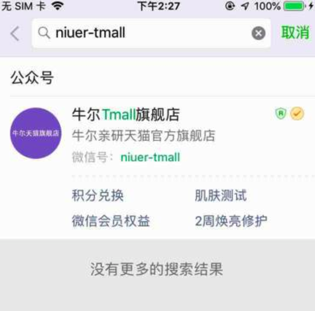 无 SIM 卡 下午2:27 100%
niuer-tmall 取消
公众号
牛尔Tmall旗舰店
牛尔天猫旗舰店
牛尔亲研天猫官方旗舰店
微信号: niuer-tmall
积分兑换 肌肤测试
微信会员权益 2周焕亮修护
没有更多的搜索结果